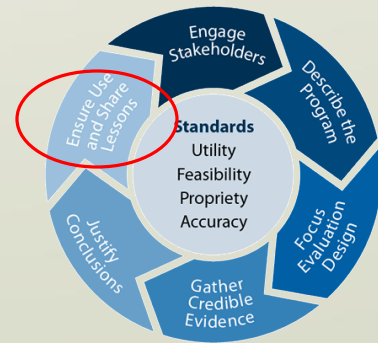 Engage
Stakeholders
Describe the
Program
Focus
Evaluation
Design
Gather
Credible
Evidence
Justify
Conclusions
Ensure Use
and Share
Lessons
Standards
Utility
Feasibility
Propriety
Accuracy